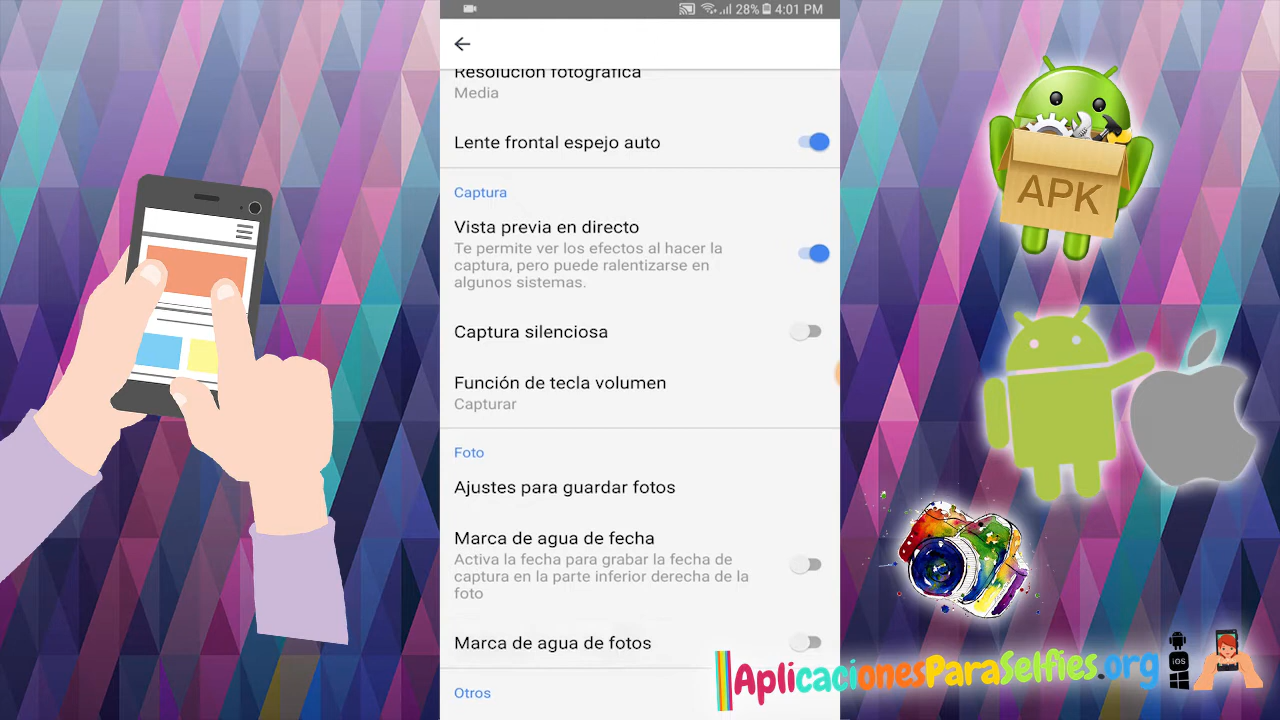 28% 4:01 PM
Resolución fotográfica
Media
Lente frontal espejo auto
Captura
Vista previa en directo
Te permite ver los efectos al hacer la
captura, pero puede ralentizarse en
algunos sistemas.
Captura silenciosa
Función de tecla volumen
Capturar
Foto
Ajustes para guardar fotos
Marca de agua de fecha
Activa la fecha para grabar la fecha de
captura en la parte inferior derecha de la
foto
Marca de agua de fotos
Otros
APK
AplicacionesParaSelfies.org
iOS